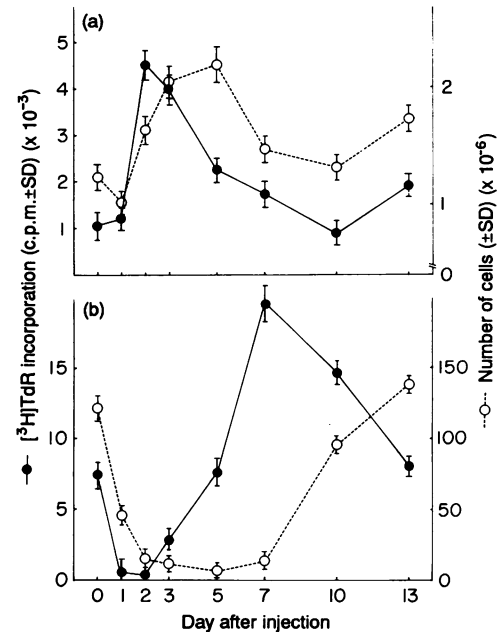 (a)
5
4
3
2
1
2
1
0
(b)
15
10
5
0
150
100
50
0
0 1 2 3 5 7 10 13
Day after injection
[³H]TdR incorporation (c.p.m.±SD) (x 10⁻³)
Number of cells (±SD) (x 10⁻⁶)